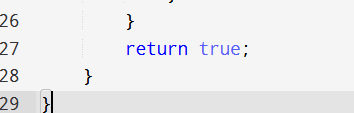 26 }
27 return true;
28 }
29 }